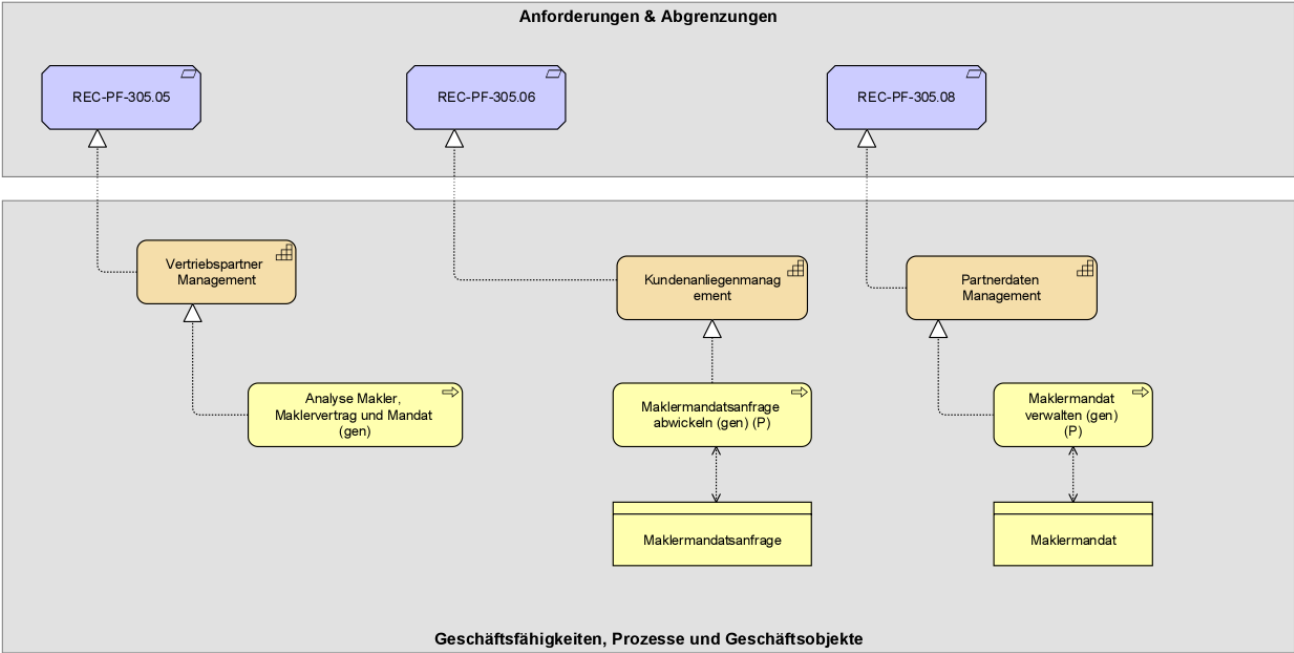 Anforderungen & Abgrenzungen
REC-PF-305.05
REC-PF-305.06
REC-PF-305.08
Vertriebspartner
Management
Kundenanliegenmanag
ement
Partnerdaten
Management
Analyse Makler,
Maklervertrag und Mandat
(gen)
Maklermandatsanfrage
abwickeln (gen) (P)
Maklermandat
verwalten (gen)
(P)
Maklermandatsanfrage
Maklermandat
Geschäftsfähigkeiten, Prozesse und Geschäftsobjekte